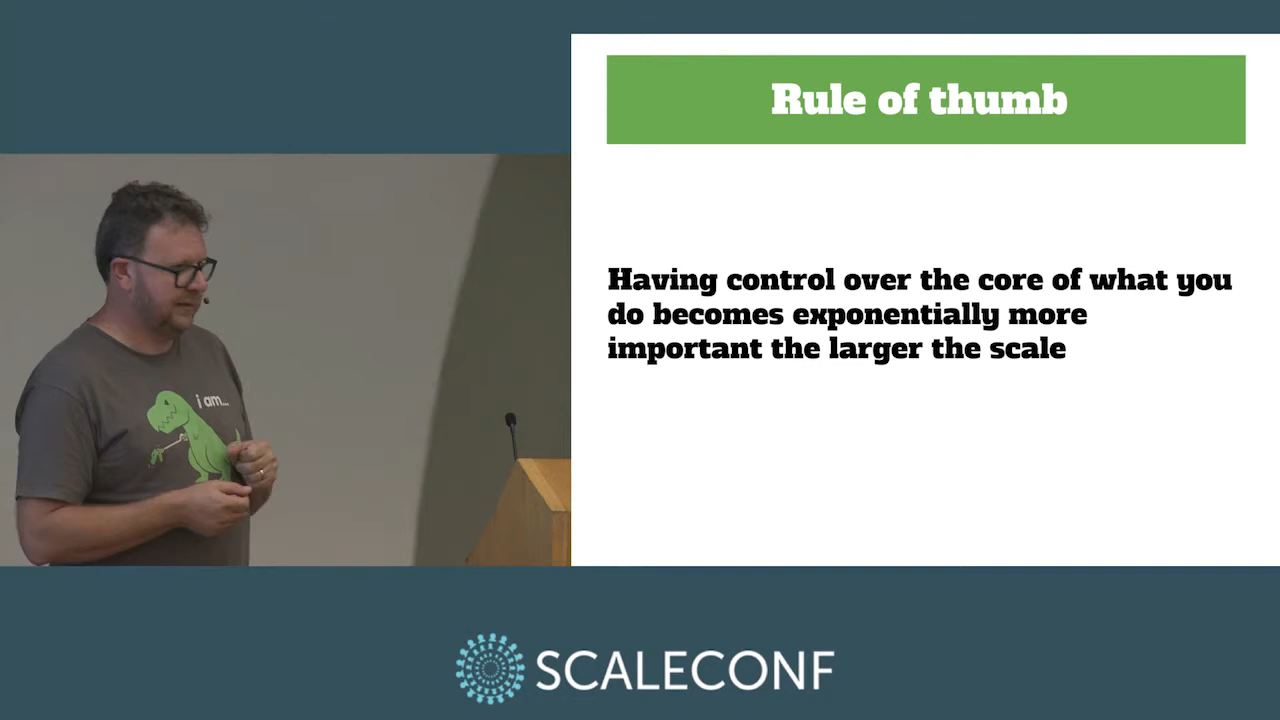 Rule of thumb
Having control over the core of what you
do becomes exponentially more
important the larger the scale
i am...
SCALECONF